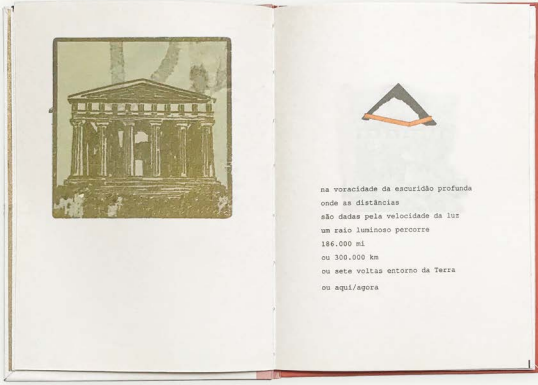 na voracidade da escuridão profunda
onde as distâncias
são dadas pela velocidade da luz
um raio luminoso percorre
186.000 mi
ou 300.000 km
ou sete voltas entorno da Terra
ou aqui/agora